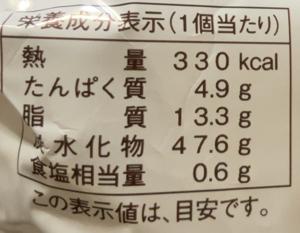 栄養成分表示(1個当たり)
熱量 330 kcal
たんぱく質 4.9 g
脂質 13.3 g
炭水化物 47.6 g
食塩相当量 0.6 g
この表示値は、目安です。